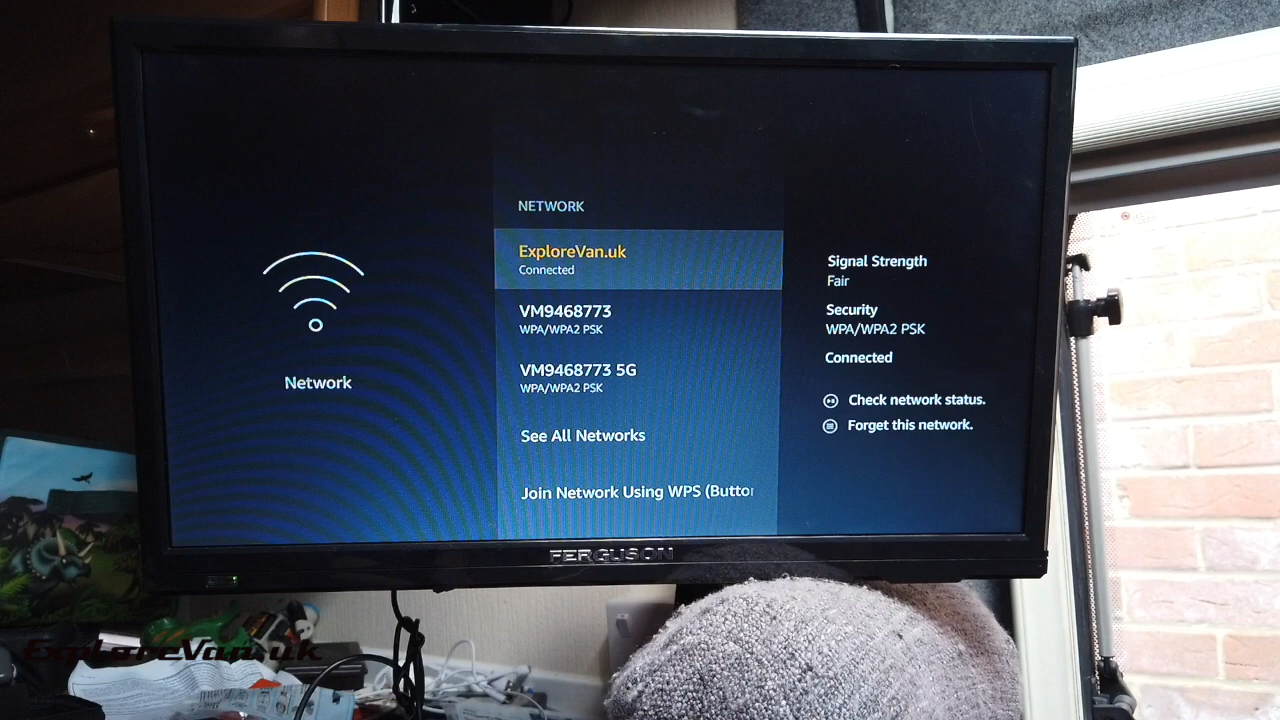 NETWORK
ExploreVan.uk
Connected
VM9468773
WPA/WPA2 PSK
VM9468773 5G
WPA/WPA2 PSK
See All Networks
Join Network Using WPS (Button
Network
Signal Strength
Fair
Security
WPA/WPA2 PSK
Connected
Check network status.
Forget this network.
FERGUSON
ExploreVan.uk